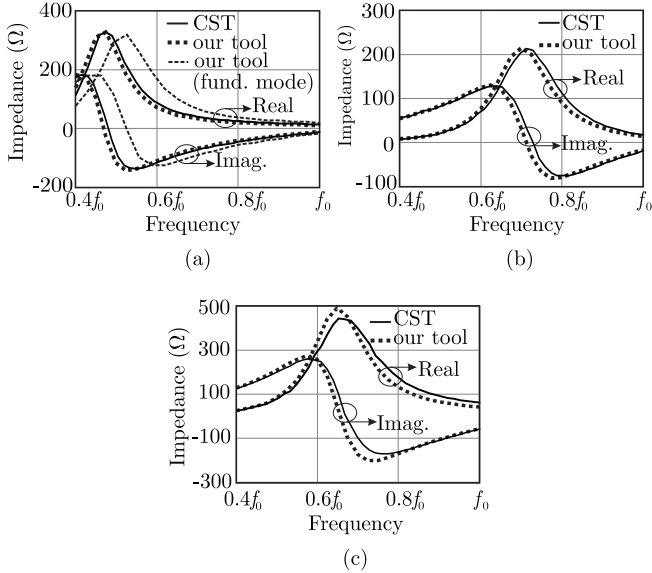 400
200
0
-200
Impedance (Ω)
CST
our tool
our tool
(fund. mode)
Real
Imag.
0.4f₀ 0.6f₀ 0.8f₀ f₀
Frequency
(a)
300
200
100
0
-100
Impedance (Ω)
CST
our tool
Real
Imag.
0.4f₀ 0.6f₀ 0.8f₀ f₀
Frequency
(b)
500
300
100
-100
-300
Impedance (Ω)
CST
our tool
Real
Imag.
0.4f₀ 0.6f₀ 0.8f₀ f₀
Frequency
(c)